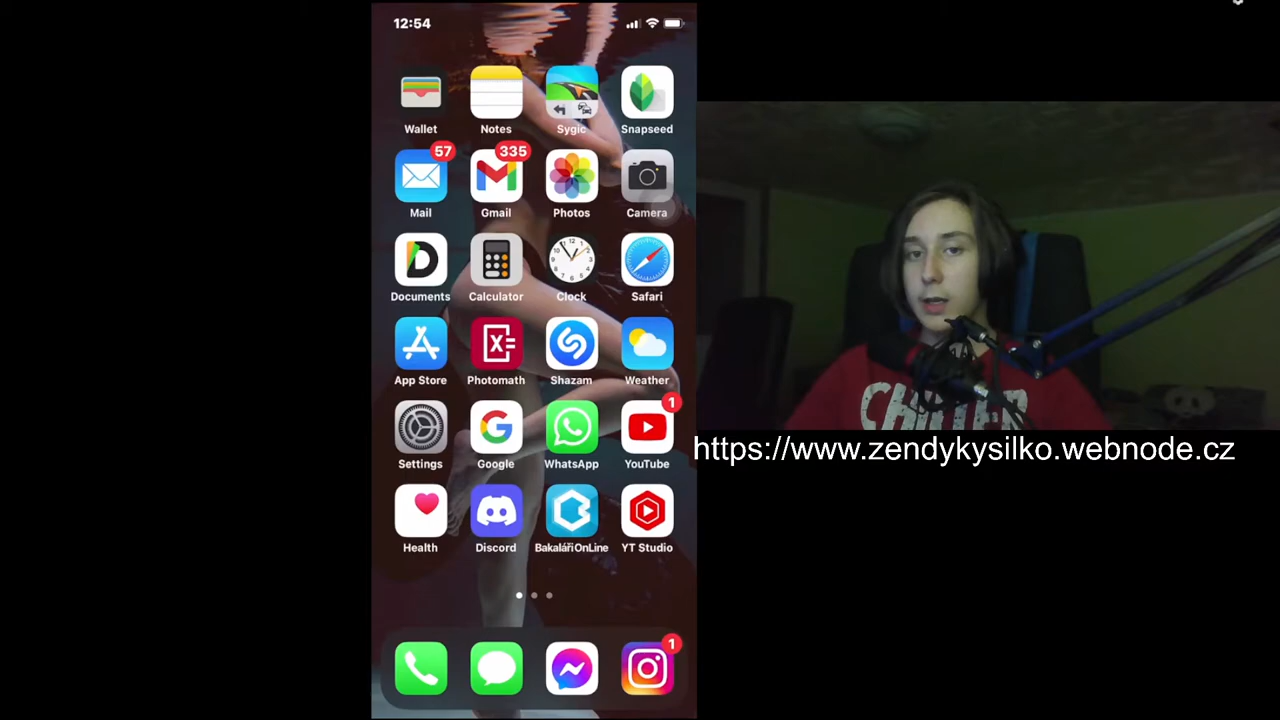 12:54
Wallet Notes Sygic Snapseed
57 335
Mail Gmail Photos Camera
Documents Calculator Clock Safari
App Store Photomath Shazam Weather
1
Settings Google WhatsApp YouTube
https://www.zendykysilko.webnode.cz
Health Discord BakalářiOnLine YT Studio
1